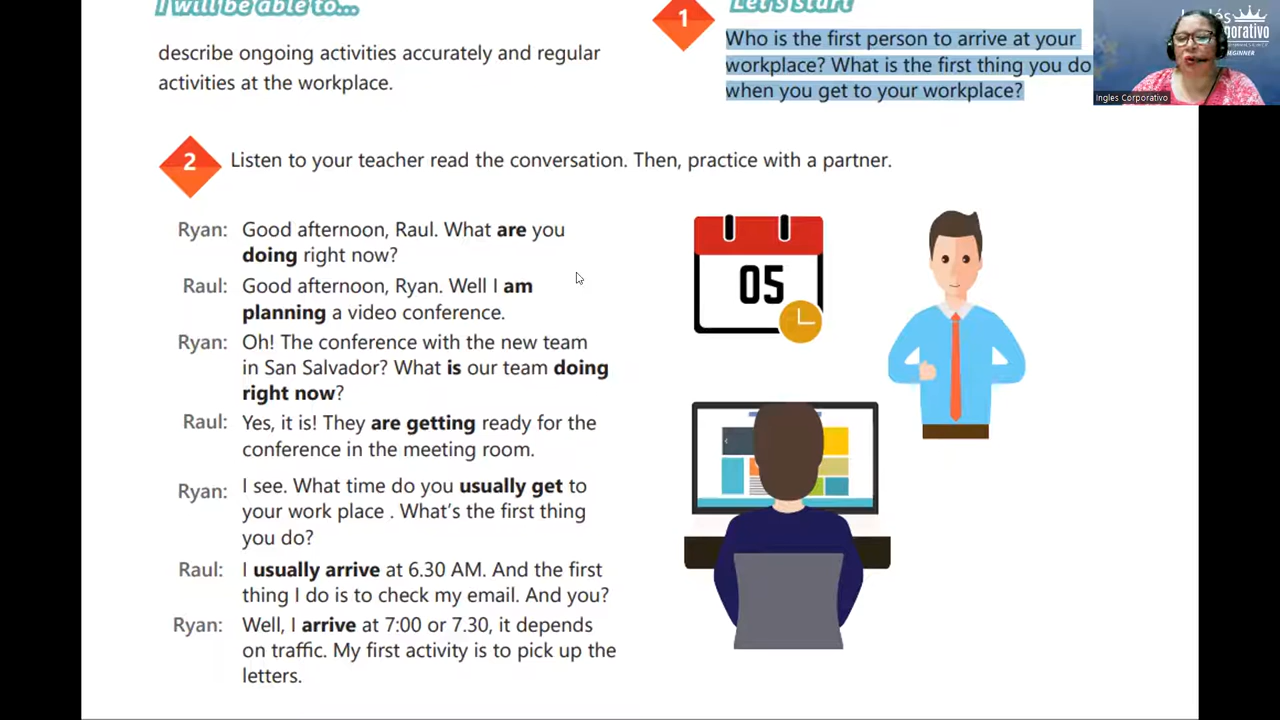 I will be able to...
describe ongoing activities accurately and regular
activities at the workplace.
1
Let's start
Who is the first person to arrive at your
workplace? What is the first thing you do
when you get to your workplace?
BEGINNER
Ingles Corporativo
2
Listen to your teacher read the conversation. Then, practice with a partner.
Ryan: Good afternoon, Raul. What are you
doing right now?
Raul: Good afternoon, Ryan. Well I am
planning a video conference.
Ryan: Oh! The conference with the new team
in San Salvador? What is our team doing
right now?
Raul: Yes, it is! They are getting ready for the
conference in the meeting room.
Ryan: I see. What time do you usually get to
your work place . What's the first thing
you do?
Raul: I usually arrive at 6.30 AM. And the first
thing I do is to check my email. And you?
Ryan: Well, I arrive at 7:00 or 7.30, it depends
on traffic. My first activity is to pick up the
letters.
05